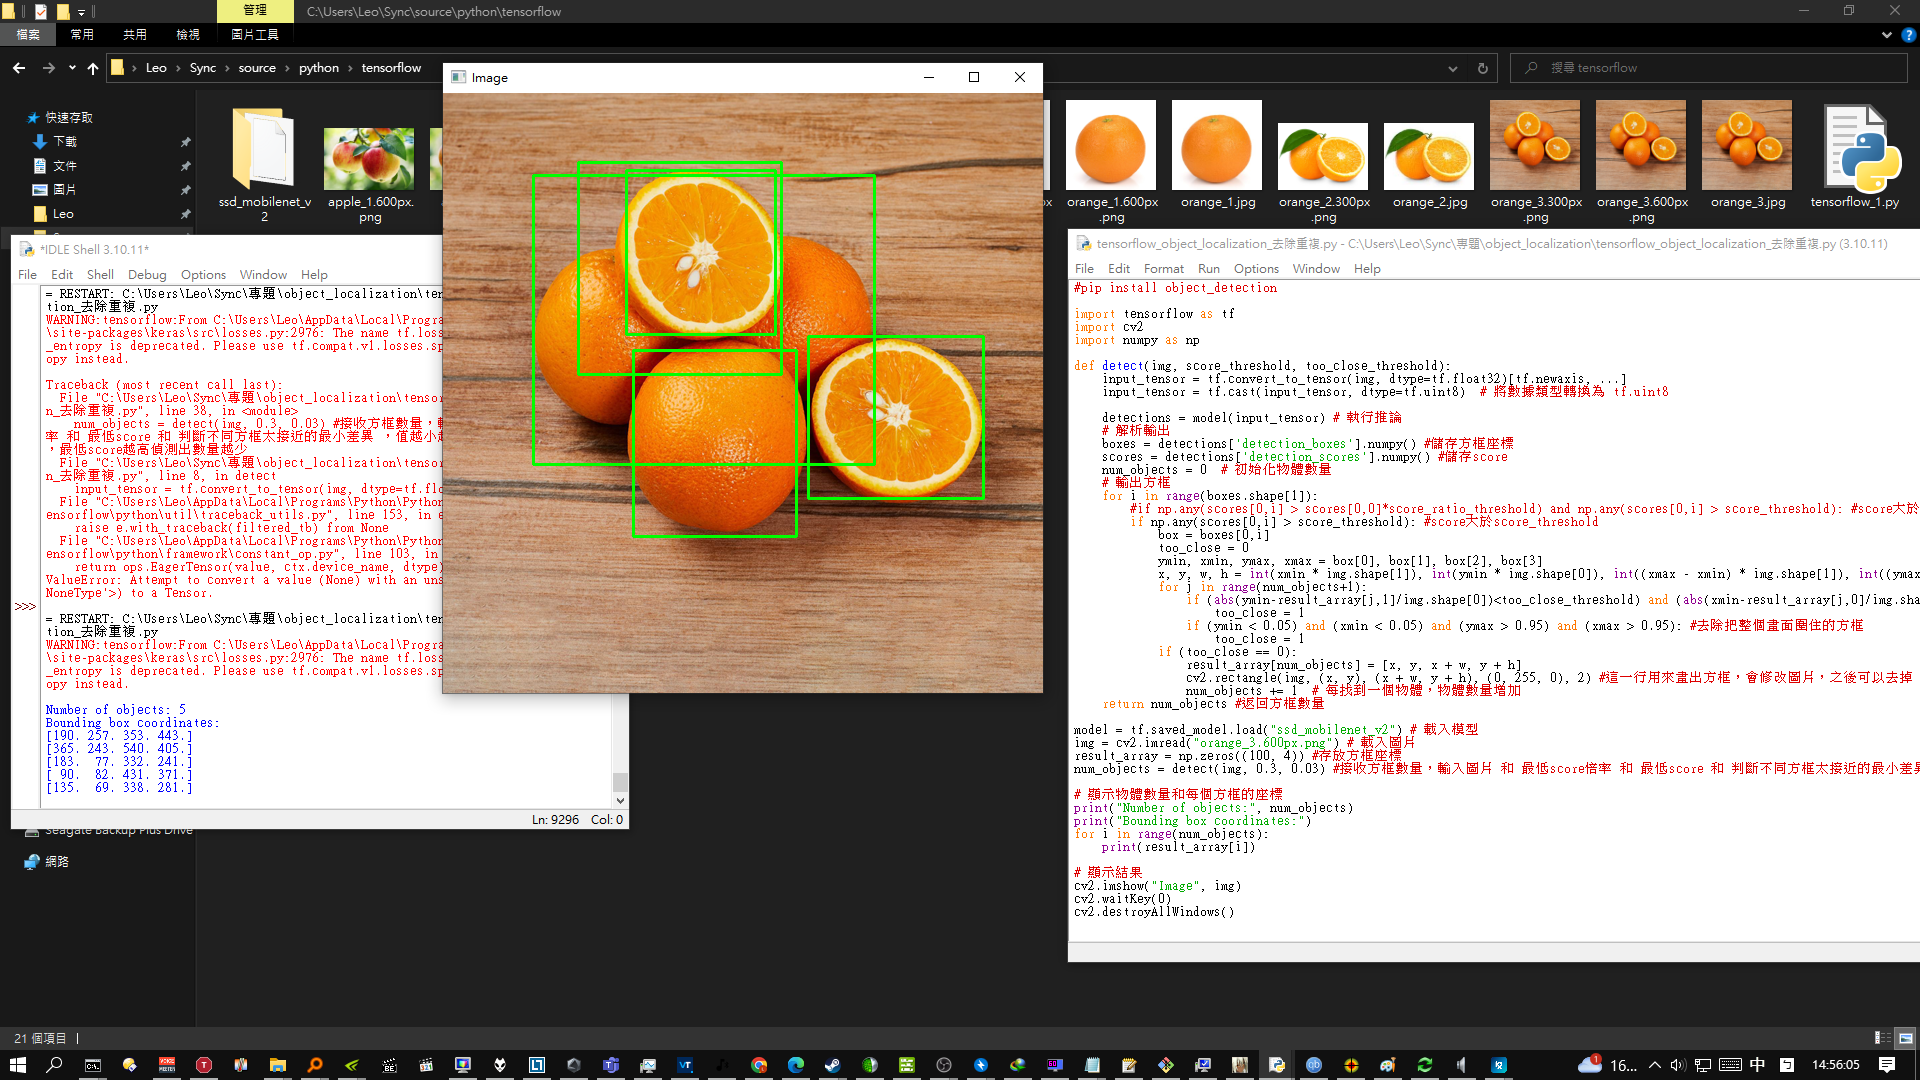 管理
C:\Users\Leo\Sync\source\python\tensorflow
檔案
常用
共用
檢視
圖片工具
Leo
Sync
source
python
tensorflow
搜尋 tensorflow
快速存取
下載
文件
圖片
Leo
ssd_mobilenet_v
2
apple_1.600px.
png
orange_1.600px
.png
orange_1.jpg
orange_2.300px
.png
orange_2.jpg
orange_3.300px
.png
orange_3.600px
.png
orange_3.jpg
tensorflow_1.py
Image
*IDLE Shell 3.10.11*
File Edit Shell Debug Options Window Help
= RESTART: C:\Users\Leo\Sync\專題\object_localization\ten
tion_去除重複.py
WARNING:tensorflow:From C:\Users\Leo\AppData\Local\Progra
\site-packages\keras\src\losses.py:2976: The name tf.loss
_entropy is deprecated. Please use tf.compat.v1.losses.sp
opy instead.
Traceback (most recent call last):
File "C:\Users\Leo\Sync\專題\object_localization\tensor
n_去除重複.py", line 38, in <module>
num_objects = detect(img, 0.3, 0.03) #接收方框數量，
率 和 最低score 和 判斷不同方框太接近的最小差異 ，值越小
，最低score越高偵測出數量越少
File "C:\Users\Leo\Sync\專題\object_localization\tensor
n_去除重複.py", line 8, in detect
input_tensor = tf.convert_to_tensor(img, dtype=tf.flo
File "C:\Users\Leo\AppData\Local\Programs\Python\Python
ensorflow\python\util\traceback_utils.py", line 153, in e
raise e.with_traceback(filtered_tb) from None
File "C:\Users\Leo\AppData\Local\Programs\Python\Python
ensorflow\python\framework\constant_op.py", line 103, in
return ops.EagerTensor(value, ctx.device_name, dtype)
ValueError: Attempt to convert a value (None) with an uns
NoneType'>) to a Tensor.
>>>
= RESTART: C:\Users\Leo\Sync\專題\object_localization\ten
tion_去除重複.py
WARNING:tensorflow:From C:\Users\Leo\AppData\Local\Progra
\site-packages\keras\src\losses.py:2976: The name tf.loss
_entropy is deprecated. Please use tf.compat.v1.losses.sp
opy instead.
Number of objects: 5
Bounding box coordinates:
[190. 257. 353. 443.]
[365. 243. 540. 405.]
[183. 77. 332. 241.]
[ 90. 82. 431. 371.]
[135. 69. 338. 281.]
Ln: 9296 Col: 0
Seagate Backup Plus Drive
網路
tensorflow_object_localization_去除重複.py - C:\Users\Leo\Sync\專題\object_localization\tensorflow_object_localization_去除重複.py (3.10.11)
File Edit Format Run Options Window Help
#pip install object_detection
import tensorflow as tf
import cv2
import numpy as np
def detect(img, score_threshold, too_close_threshold):
input_tensor = tf.convert_to_tensor(img, dtype=tf.float32)[tf.newaxis, ...]
input_tensor = tf.cast(input_tensor, dtype=tf.uint8) # 將數據類型轉換為 tf.uint8
detections = model(input_tensor) # 執行推論
# 解析輸出
boxes = detections['detection_boxes'].numpy() #儲存方框座標
scores = detections['detection_scores'].numpy() #儲存score
num_objects = 0 # 初始化物體數量
# 輸出方框
for i in range(boxes.shape[1]):
#if np.any(scores[0,i] > scores[0,0]*score_ratio_threshold) and np.any(scores[0,i] > score_threshold): #score大於
if np.any(scores[0,i] > score_threshold): #score大於score_threshold
box = boxes[0,i]
too_close = 0
ymin, xmin, ymax, xmax = box[0], box[1], box[2], box[3]
x, y, w, h = int(xmin * img.shape[1]), int(ymin * img.shape[0]), int((xmax - xmin) * img.shape[1]), int((ymax
for j in range(num_objects+1):
if (abs(ymin-result_array[j,1]/img.shape[0])<too_close_threshold) and (abs(xmin-result_array[j,0]/img.sha
too_close = 1
if (ymin < 0.05) and (xmin < 0.05) and (ymax > 0.95) and (xmax > 0.95): #去除把整個畫面圈住的方框
too_close = 1
if (too_close == 0):
result_array[num_objects] = [x, y, x + w, y + h]
cv2.rectangle(img, (x, y), (x + w, y + h), (0, 255, 0), 2) #這一行用來畫出方框，會修改圖片，之後可以去掉
num_objects += 1 # 每找到一個物體，物體數量增加
return num_objects #返回方框數量
model = tf.saved_model.load("ssd_mobilenet_v2") # 載入模型
img = cv2.imread("orange_3.600px.png") # 載入圖片
result_array = np.zeros((100, 4)) #存放方框座標
num_objects = detect(img, 0.3, 0.03) #接收方框數量，輸入圖片 和 最低score倍率 和 最低score 和 判斷不同方框太接近的最小差異
# 顯示物體數量和每個方框的座標
print("Number of objects:", num_objects)
print("Bounding box coordinates:")
for i in range(num_objects):
print(result_array[i])
# 顯示結果
cv2.imshow("Image", img)
cv2.waitKey(0)
cv2.destroyAllWindows()
21 個項目
16...
中
14:56:05